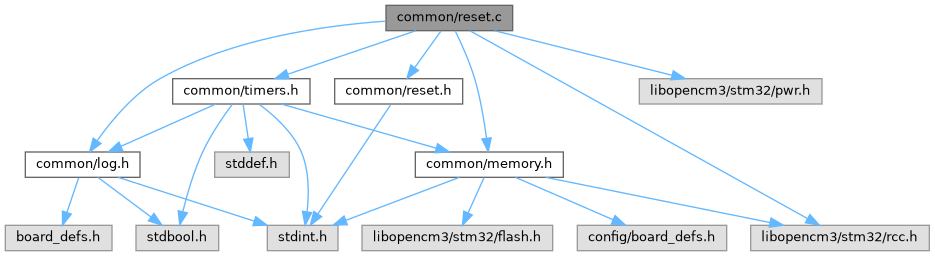 common/reset.c
common/timers.h
common/reset.h
libopencm3/stm32/pwr.h
common/log.h
stddef.h
common/memory.h
board_defs.h
stdbool.h
stdint.h
libopencm3/stm32/flash.h
config/board_defs.h
libopencm3/stm32/rcc.h